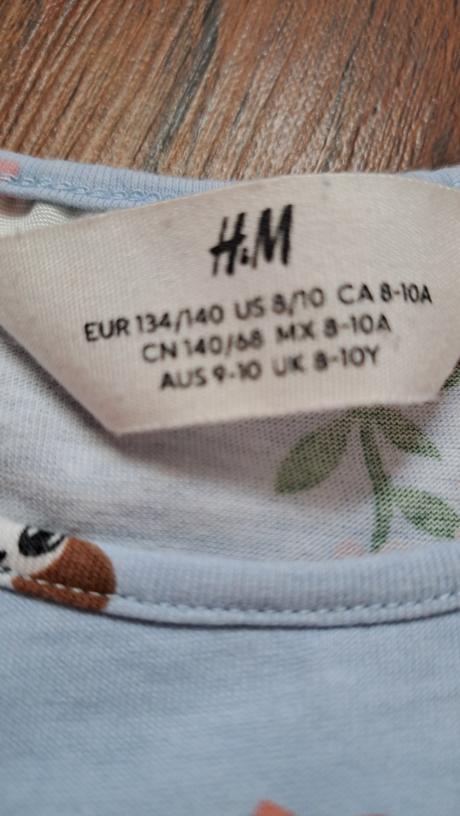 H&M
EUR 134/140 US 8/10 CA 8-10A
CN 140/68 MX 8-10A
AUS 9-10 UK 8-10Y